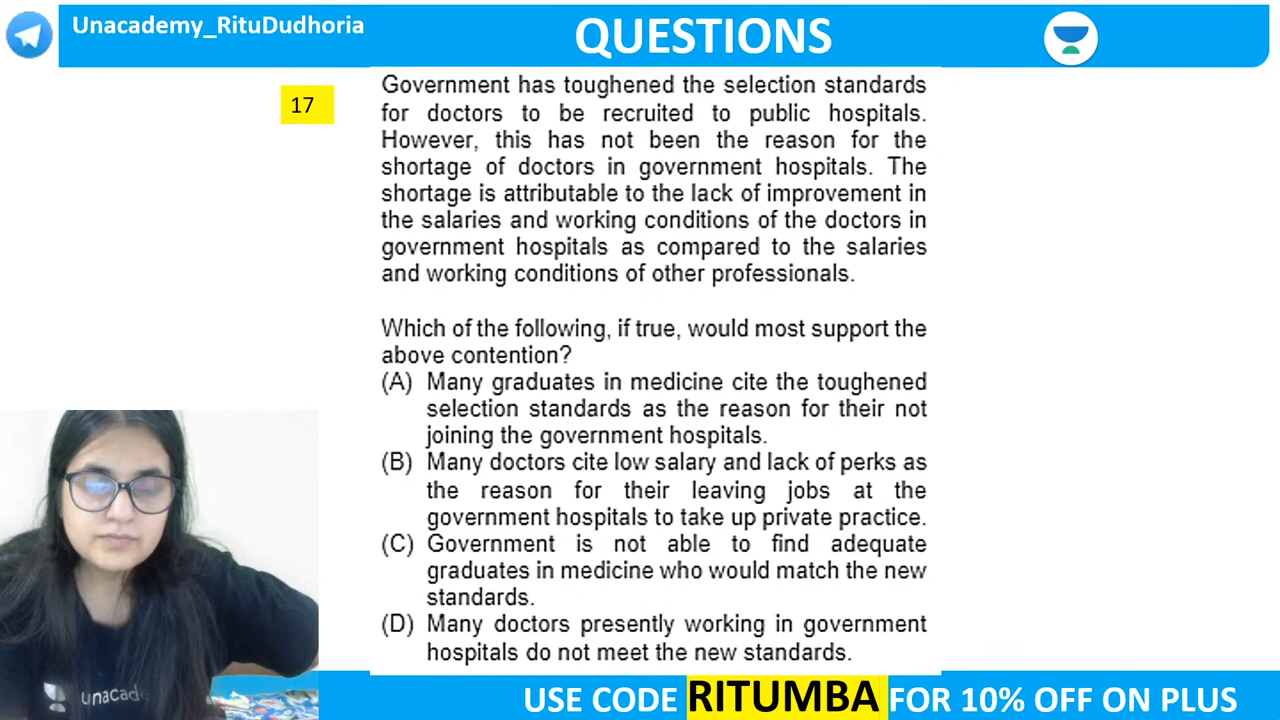 Unacademy_RituDudhoria
QUESTIONS
17
Government has toughened the selection standards
for doctors to be recruited to public hospitals.
However, this has not been the reason for the
shortage of doctors in government hospitals. The
shortage is attributable to the lack of improvement in
the salaries and working conditions of the doctors in
government hospitals as compared to the salaries
and working conditions of other professionals.
Which of the following, if true, would most support the
above contention?
(A) Many graduates in medicine cite the toughened
selection standards as the reason for their not
joining the government hospitals.
(B) Many doctors cite low salary and lack of perks as
the reason for their leaving jobs at the
government hospitals to take up private practice.
(C) Government is not able to find adequate
graduates in medicine who would match the new
standards.
(D) Many doctors presently working in government
hospitals do not meet the new standards.
unacade
USE CODE RITUMBA FOR 10% OFF ON PLUS